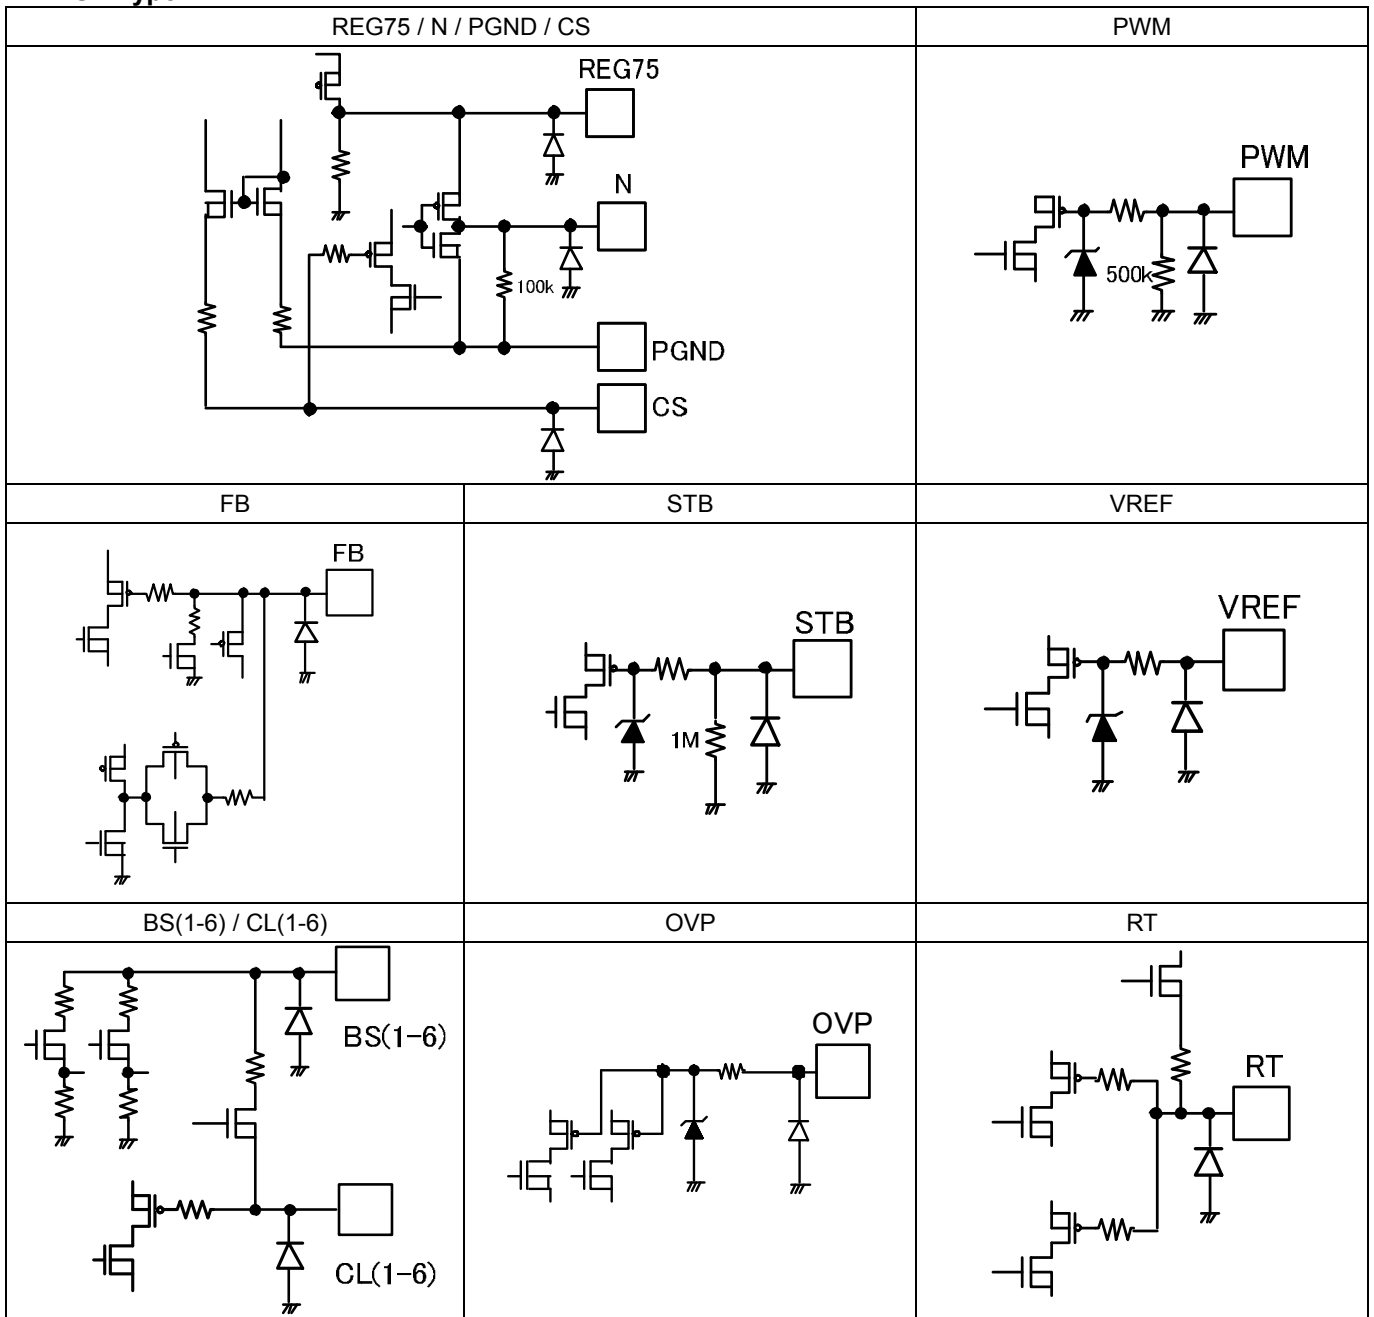 REG75 / N / PGND / CS
PWM
REG75
N
100k
PGND
CS
PWM
500k
FB
STB
VREF
FB
STB
1M
VREF
BS(1-6) / CL(1-6)
OVP
RT
BS(1-6)
CL(1-6)
OVP
RT